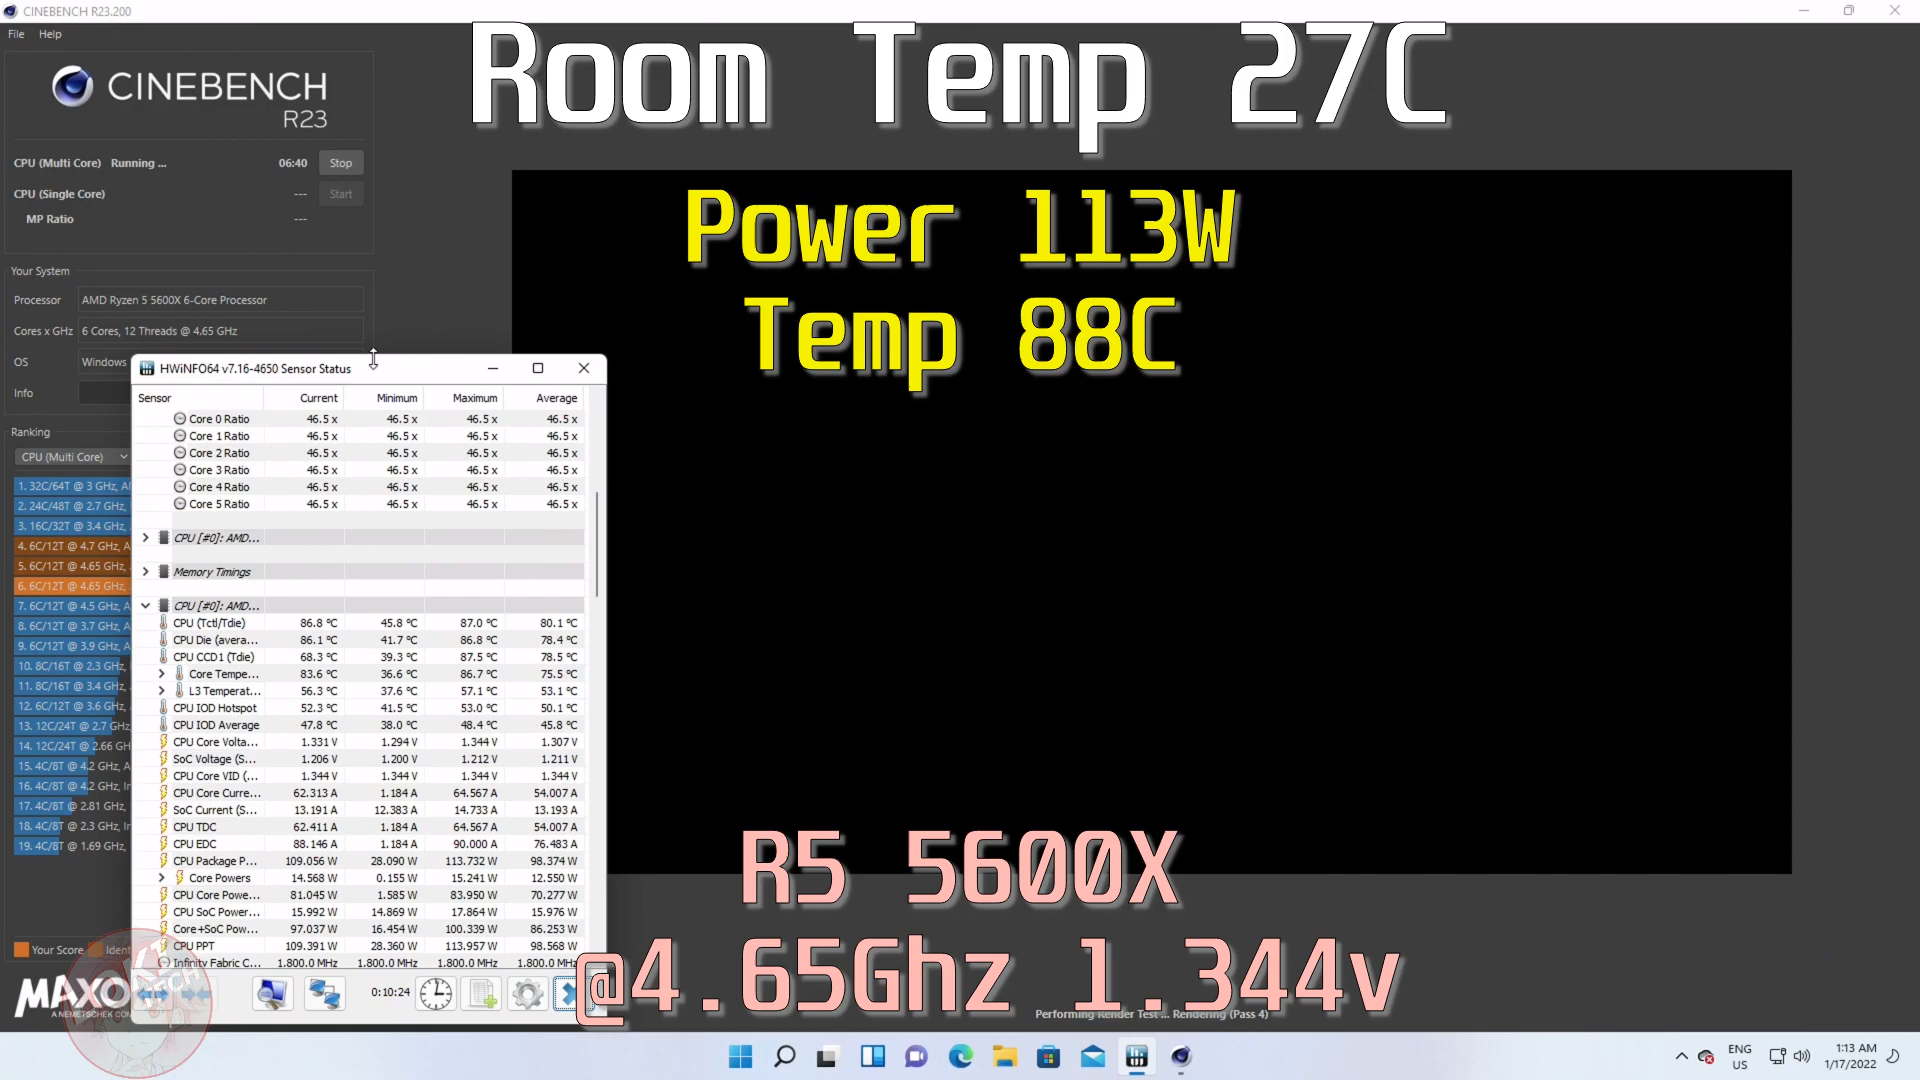 CINEBENCH R23.200
File Help
Room Temp 27C
CINEBENCH
R23
CPU (Multi Core) Running ... 06:40 Stop
CPU (Single Core) --- Start
MP Ratio ---
Power 113W
Temp 88C
Your System
Processor AMD Ryzen 5 5600X 6-Core Processor
Cores x GHz 6 Cores, 12 Threads @ 4.65 GHz
OS Windows
Info
Ranking
CPU (Multi Core)
1. 32C/64T @ 3 GHz, A
2. 24C/48T @ 2.7 GHz,
3. 16C/32T @ 3.4 GHz,
4. 6C/12T @ 4.7 GHz, A
5. 6C/12T @ 4.65 GHz,
6. 6C/12T @ 4.65 GHz,
7. 6C/12T @ 4.5 GHz, A
8. 6C/12T @ 3.7 GHz, A
9. 6C/12T @ 3.9 GHz, A
10. 8C/16T @ 2.3 GHz,
11. 8C/16T @ 3.4 GHz,
12. 6C/12T @ 3.6 GHz,
13. 12C/24T @ 2.7 GHz
14. 12C/24T @ 2.66 GH
15. 4C/8T @ 4.2 GHz, A
16. 4C/8T @ 4.2 GHz, In
17. 4C/8T @ 2.81 GHz,
18. 4C/8T @ 2.3 GHz, In
19. 4C/8T @ 1.69 GHz,
Your Score Identi
MAXO
A NEMETSCHEK COM
HWiNFO64 v7.16-4650 Sensor Status
Sensor Current Minimum Maximum Average
Core 0 Ratio 46.5 x 46.5 x 46.5 x 46.5 x
Core 1 Ratio 46.5 x 46.5 x 46.5 x 46.5 x
Core 2 Ratio 46.5 x 46.5 x 46.5 x 46.5 x
Core 3 Ratio 46.5 x 46.5 x 46.5 x 46.5 x
Core 4 Ratio 46.5 x 46.5 x 46.5 x 46.5 x
Core 5 Ratio 46.5 x 46.5 x 46.5 x 46.5 x
CPU [#0]: AMD...
Memory Timings
CPU [#0]: AMD...
CPU (Tctl/Tdie) 86.8 °C 45.8 °C 87.0 °C 80.1 °C
CPU Die (avera... 86.1 °C 41.7 °C 86.8 °C 78.4 °C
CPU CCD1 (Tdie) 68.3 °C 39.3 °C 87.5 °C 78.5 °C
Core Tempe... 83.6 °C 36.6 °C 86.7 °C 75.5 °C
L3 Temperat... 56.3 °C 37.6 °C 57.1 °C 53.1 °C
CPU IOD Hotspot 52.3 °C 41.5 °C 53.0 °C 50.1 °C
CPU IOD Average 47.8 °C 38.0 °C 48.4 °C 45.8 °C
CPU Core Volta... 1.331 V 1.294 V 1.344 V 1.307 V
SoC Voltage (S... 1.206 V 1.200 V 1.212 V 1.211 V
CPU Core VID (... 1.344 V 1.344 V 1.344 V 1.344 V
CPU Core Curre... 62.313 A 1.184 A 64.567 A 54.007 A
SoC Current (S... 13.191 A 12.383 A 14.733 A 13.193 A
CPU TDC 62.411 A 1.184 A 64.567 A 54.007 A
CPU EDC 88.146 A 1.184 A 90.000 A 76.483 A
CPU Package P... 109.056 W 28.090 W 113.732 W 98.374 W
Core Powers 14.568 W 0.155 W 15.241 W 12.550 W
CPU Core Powe... 81.045 W 1.585 W 83.950 W 70.277 W
CPU SoC Power... 15.992 W 14.869 W 17.864 W 15.976 W
Core+SoC Pow... 97.037 W 16.454 W 100.339 W 86.253 W
CPU PPT 109.391 W 28.360 W 113.957 W 98.568 W
Infinity Fabric C... 1,800.0 MHz 1,800.0 MHz 1,800.0 MHz 1,800.0 MHz
0:10:24
R5 5600X
@4.65Ghz 1.344v
Performing Render Test ... Rendering (Pass 4)
ENG
US
1:13 AM
1/17/2022